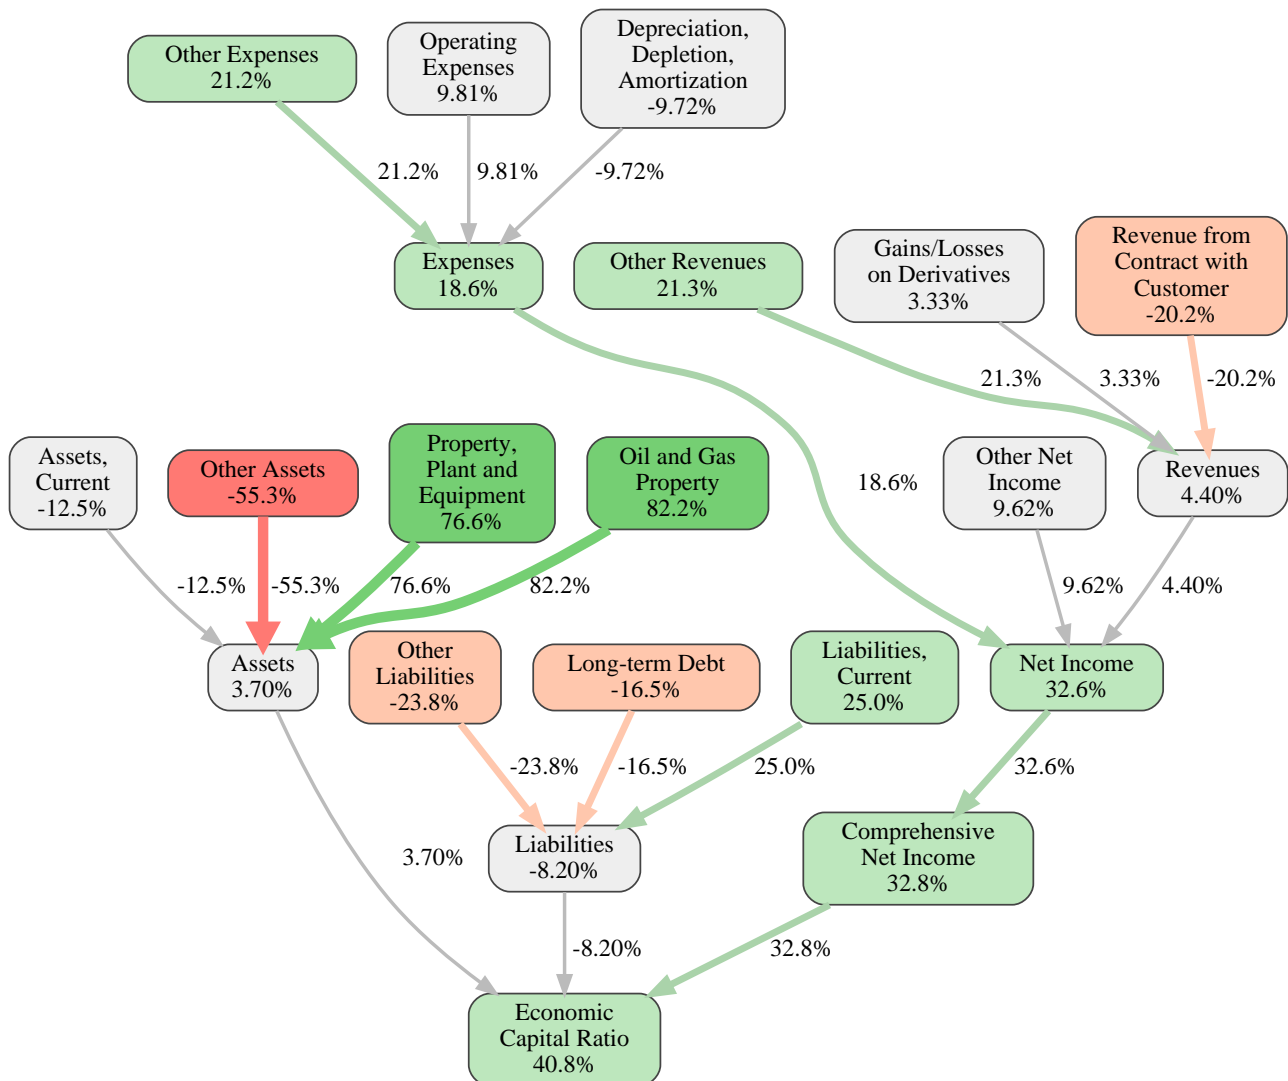 Other Expenses
21.2%
Operating
Expenses
9.81%
Depreciation,
Depletion,
Amortization
-9.72%
21.2%
9.81%
-9.72%
Expenses
18.6%
Other Revenues
21.3%
Gains/Losses
on Derivatives
3.33%
Revenue from
Contract with
Customer
-20.2%
21.3%
3.33%
-20.2%
Assets,
Current
-12.5%
Other Assets
-55.3%
Property,
Plant and
Equipment
76.6%
Oil and Gas
Property
82.2%
18.6%
Other Net
Income
9.62%
Revenues
4.40%
-12.5%
-55.3%
76.6%
82.2%
9.62%
4.40%
Assets
3.70%
Other
Liabilities
-23.8%
Long-term Debt
-16.5%
Liabilities,
Current
25.0%
Net Income
32.6%
-23.8%
-16.5%
25.0%
32.6%
3.70%
Liabilities
-8.20%
Comprehensive
Net Income
32.8%
-8.20%
32.8%
Economic
Capital Ratio
40.8%